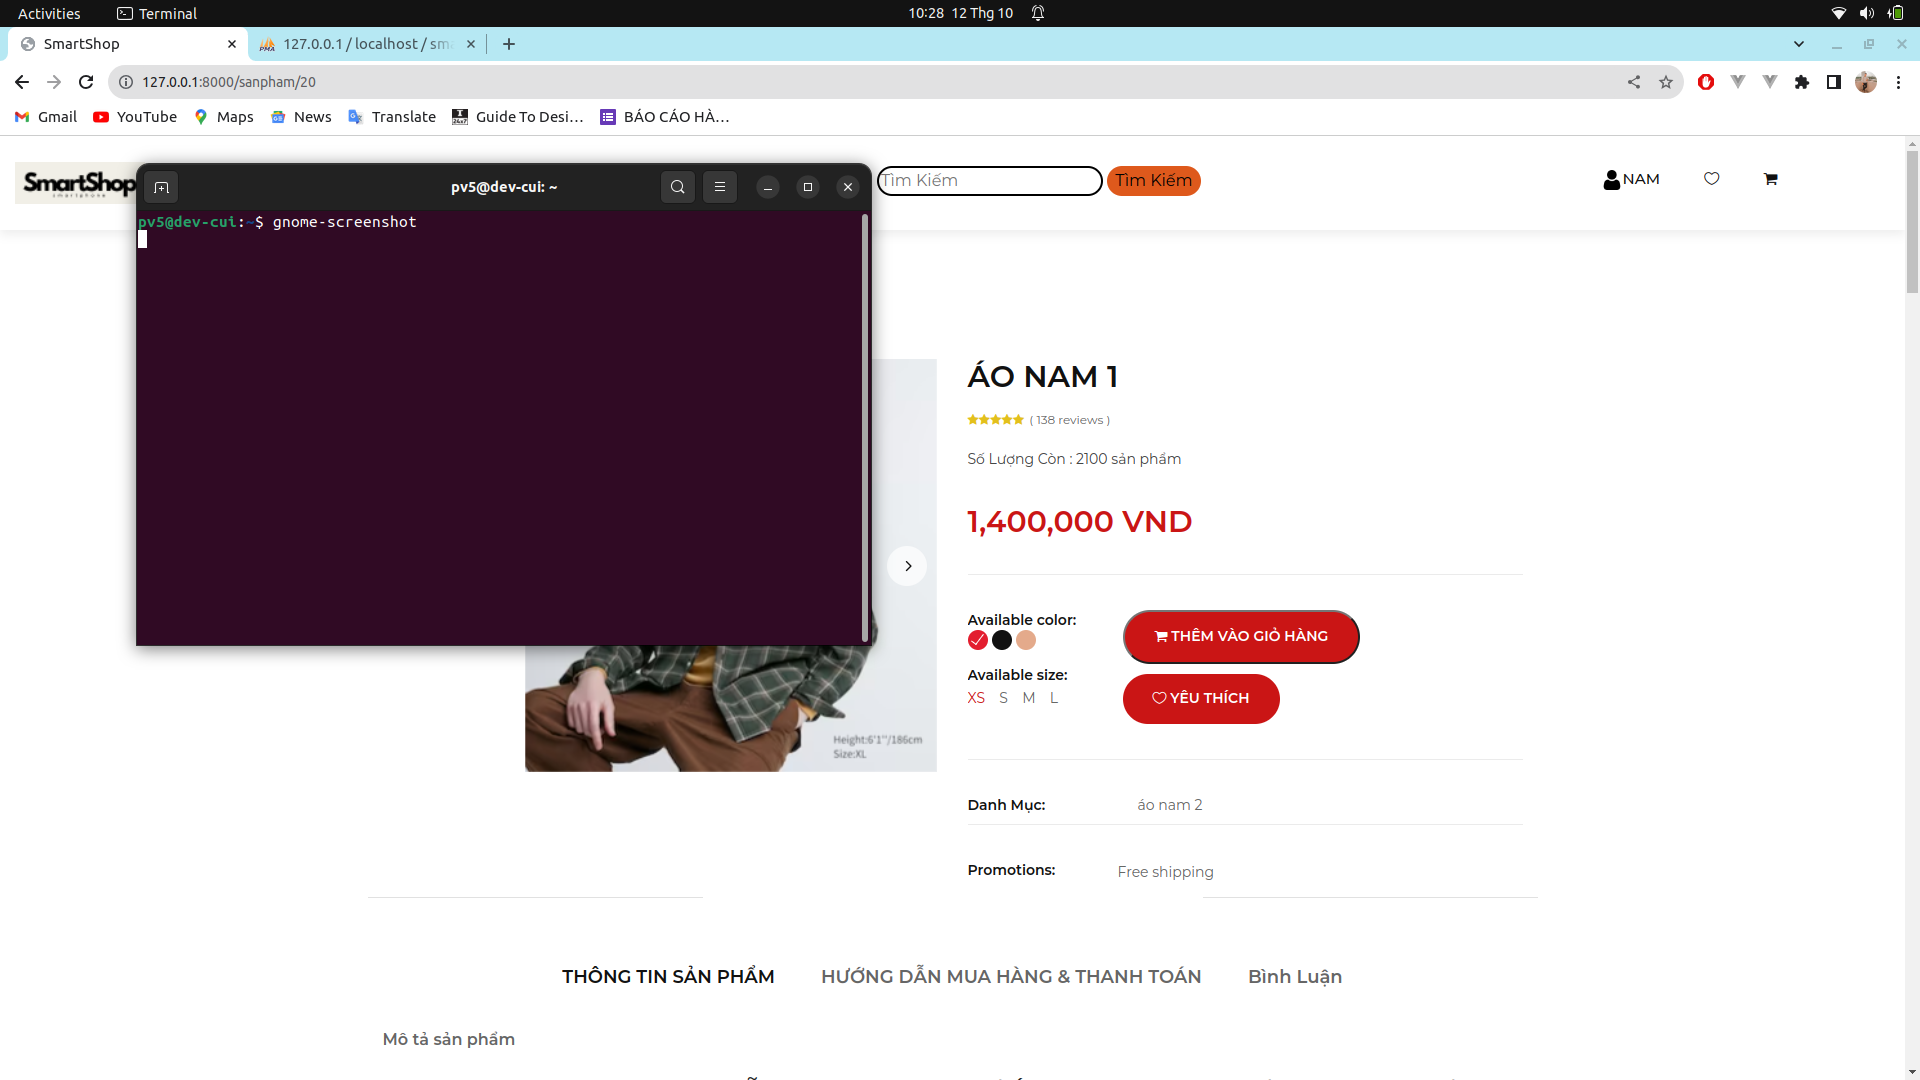 Activities
Terminal
10:28 12 Thg 10
SmartShop
127.0.0.1 / localhost / sm
127.0.0.1:8000/sanpham/20
Gmail
YouTube
Maps
News
Translate
Guide To Desi...
BÁO CÁO HÀ...
SmartShop
smartphone
pv5@dev-cui: ~
Tìm Kiếm
Tìm Kiếm
NAM
pv5@dev-cui:~$ gnome-screenshot
ÁO NAM 1
( 138 reviews )
Số Lượng Còn : 2100 sản phẩm
1,400,000 VND
Available color:
THÊM VÀO GIỎ HÀNG
Available size:
XS S M L
YÊU THÍCH
Height:6'1"/186cm
Size:XL
Danh Mục: áo nam 2
Promotions: Free shipping
THÔNG TIN SẢN PHẨM
HƯỚNG DẪN MUA HÀNG & THANH TOÁN
Bình Luận
Mô tả sản phẩm